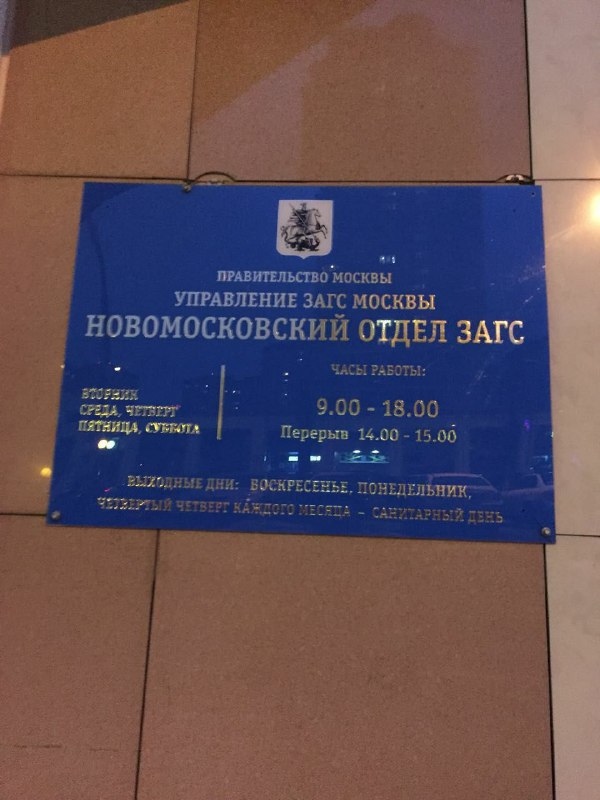 ПРАВИТЕЛЬСТВО МОСКВЫ
УПРАВЛЕНИЕ ЗАГС МОСКВЫ
НОВОМОСКОВСКИЙ ОТДЕЛ ЗАГС
ВТОРНИК
СРЕДА, ЧЕТВЕРГ
ПЯТНИЦА, СУББОТА
ЧАСЫ РАБОТЫ:
9.00 - 18.00
Перерыв 14.00 - 15.00
ВЫХОДНЫЕ ДНИ: ВОСКРЕСЕНЬЕ, ПОНЕДЕЛЬНИК,
ЧЕТВЕРТЫЙ ЧЕТВЕРГ КАЖДОГО МЕСЯЦА - САНИТАРНЫЙ ДЕНЬ